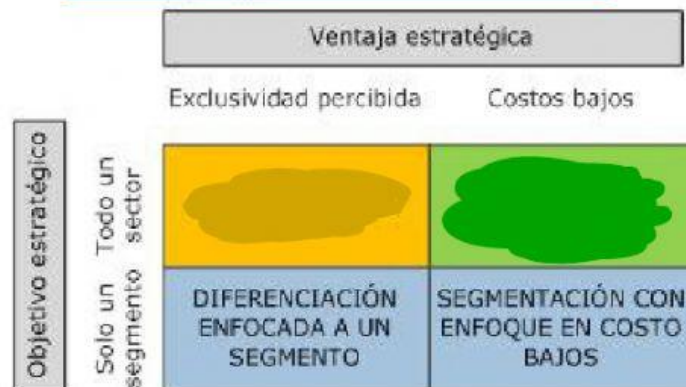 Ventaja estratégica
Exclusividad percibida
Costos bajos
Objetivo estratégico
Todo un
sector
Solo un
segmento
DIFERENCIACIÓN
ENFOCADA A UN
SEGMENTO
SEGMENTACIÓN CON
ENFOQUE EN COSTO
BAJOS